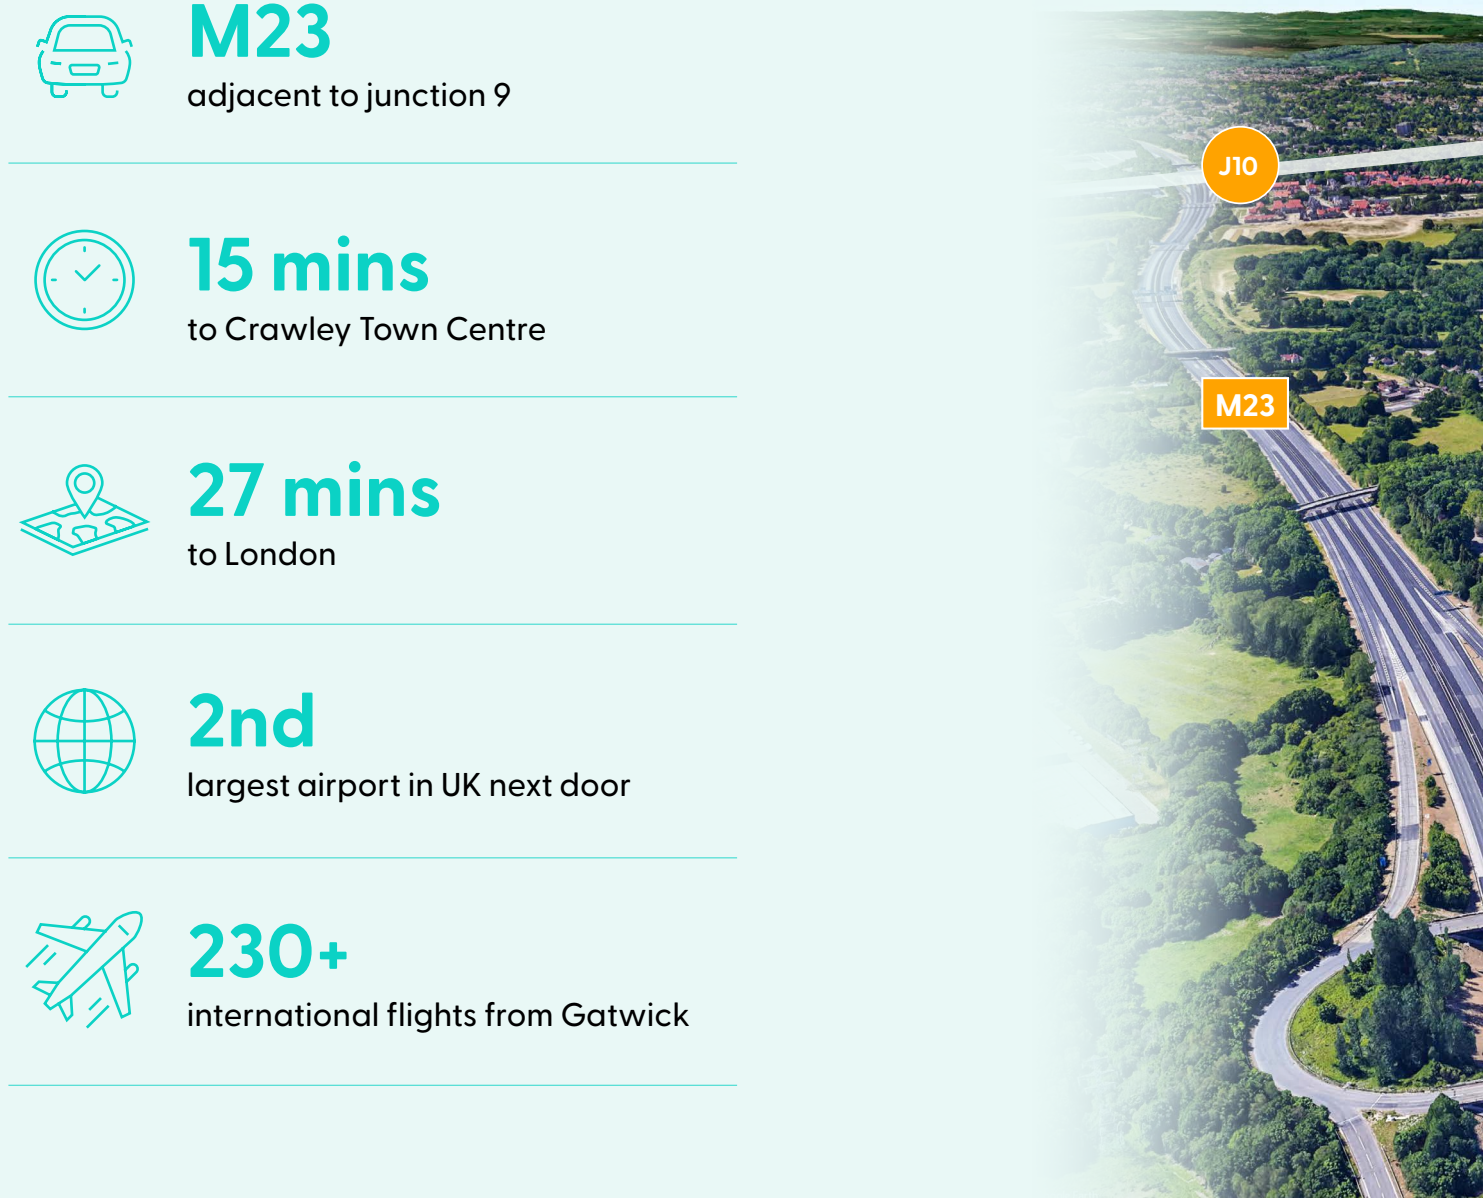 M23
adjacent to junction 9
15 mins
to Crawley Town Centre
27 mins
to London
2nd
largest airport in UK next door
230+
international flights from Gatwick
J10
M23